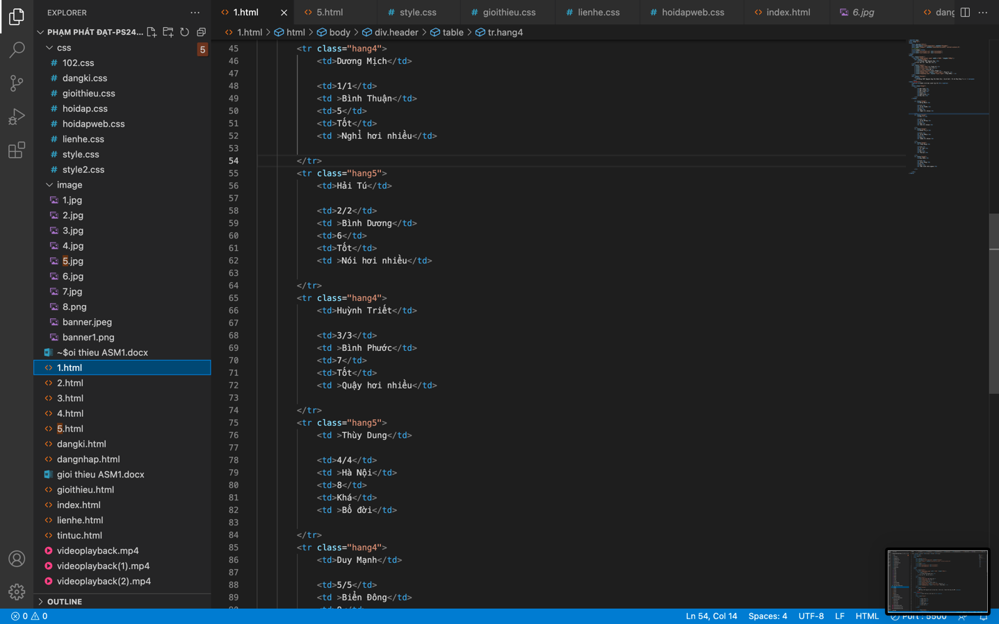 EXPLORER
PHẠM PHÁT ĐẠT-PS24...
css
5
102.css
dangki.css
gioithieu.css
hoidap.css
hoidapweb.css
lienhe.css
style.css
style2.css
image
1.jpg
2.jpg
3.jpg
4.jpg
5.jpg
6.jpg
7.jpg
8.png
banner.jpeg
banner1.png
~$oi thieu ASM1.docx
1.html
2.html
3.html
4.html
5.html
dangki.html
dangnhap.html
gioi thieu ASM1.docx
gioithieu.html
index.html
lienhe.html
tintuc.html
videoplayback.mp4
videoplayback(1).mp4
videoplayback(2).mp4
OUTLINE
1.html 5.html style.css gioithieu.css lienhe.css hoidapweb.css index.html 6.jpg dang
1.html > html > body > div.header > table > tr.hang4
45 <tr class="hang4">
46 <td>Dương Mịch</td>
47
48 <td>1/1</td>
49 <td >Bình Thuận</td>
50 <td>5</td>
51 <td>Tốt</td>
52 <td >Nghỉ hơi nhiều</td>
53
54 </tr>
55 <tr class="hang5">
56 <td>Hải Tú</td>
57
58 <td>2/2</td>
59 <td >Bình Dương</td>
60 <td>6</td>
61 <td>Tốt</td>
62 <td >Nói hơi nhiều</td>
63
64 </tr>
65 <tr class="hang4">
66 <td>Huỳnh Triết</td>
67
68 <td>3/3</td>
69 <td >Bình Phước</td>
70 <td>7</td>
71 <td>Tốt</td>
72 <td >Quậy hơi nhiều</td>
73
74 </tr>
75 <tr class="hang5">
76 <td >Thùy Dung</td>
77
78 <td>4/4</td>
79 <td >Hà Nội</td>
80 <td>8</td>
81 <td>Khá</td>
82 <td >Bố đời</td>
83
84 </tr>
85 <tr class="hang4">
86 <td>Duy Mạnh</td>
87
88 <td>5/5</td>
89 <td >Biển Đông</td>
0 0 Ln 54, Col 14 Spaces: 4 UTF-8 LF HTML Port : 5500